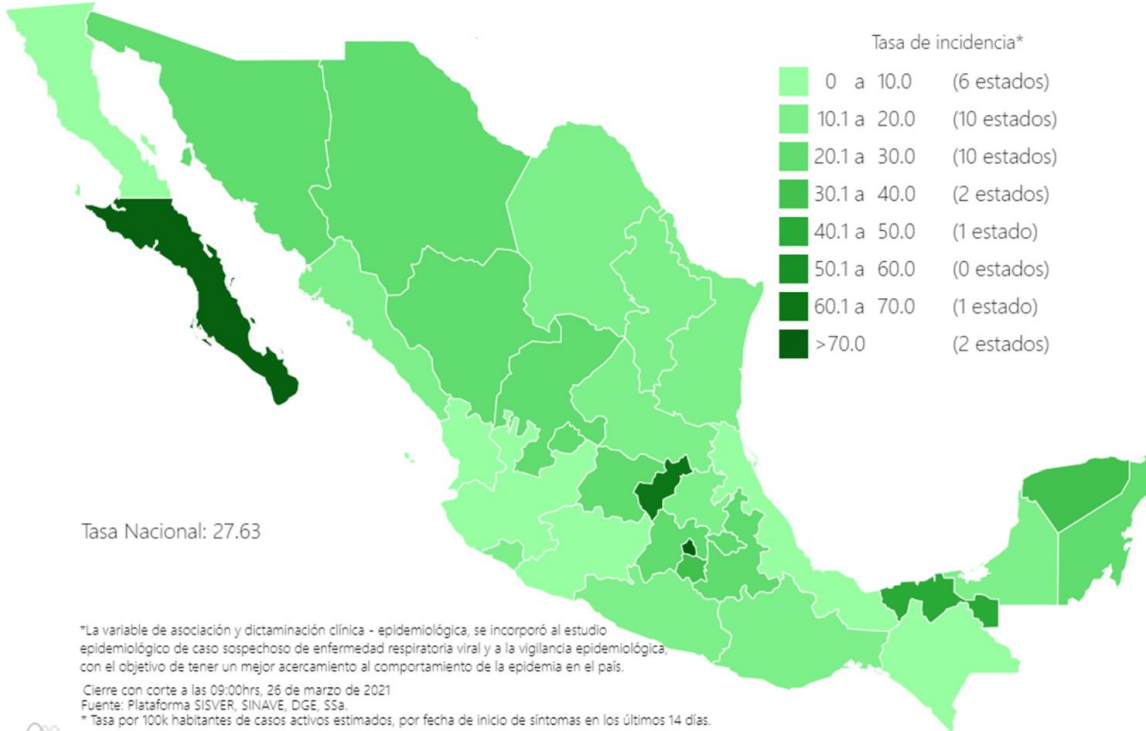 Tasa de incidencia*
0 a 10.0 (6 estados)
10.1 a 20.0 (10 estados)
20.1 a 30.0 (10 estados)
30.1 a 40.0 (2 estados)
40.1 a 50.0 (1 estado)
50.1 a 60.0 (0 estados)
60.1 a 70.0 (1 estado)
>70.0 (2 estados)
Tasa Nacional: 27.63
*La variable de asociación y dictaminación clínica - epidemiológica, se incorporó al estudio
epidemiológico de caso sospechoso de enfermedad respiratoria viral y a la vigilancia epidemiológica,
con el objetivo de tener un mejor acercamiento al comportamiento de la epidemia en el país.
Cierre con corte a las 09:00hrs, 26 de marzo de 2021
Fuente: Plataforma SISVER, SINAVE, DGE, SSa.
* Tasa por 100k habitantes de casos activos estimados, por fecha de inicio de síntomas en los últimos 14 días.